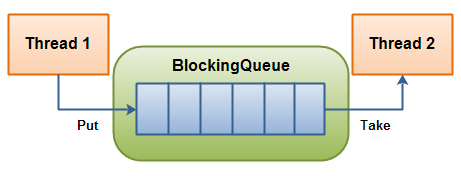 Thread 1
Thread 2
BlockingQueue
Put
Take